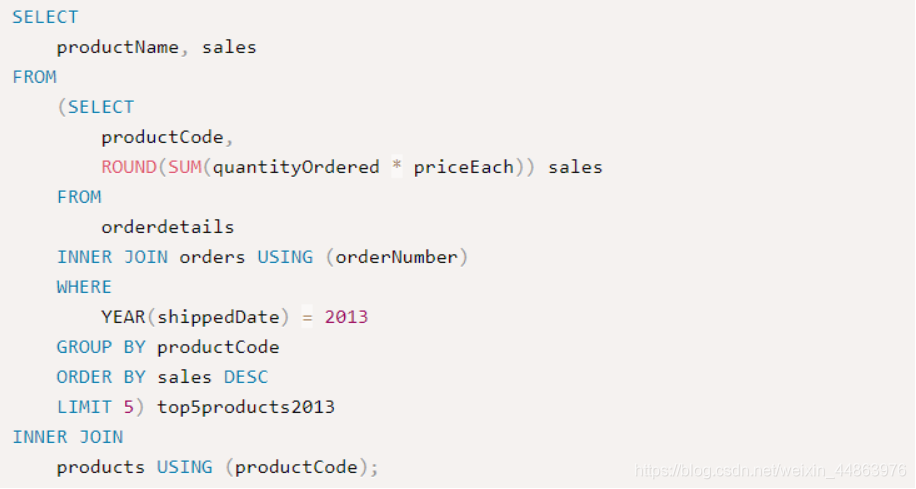 SELECT
    productName, sales
FROM
    (SELECT
        productCode,
        ROUND(SUM(quantityOrdered * priceEach)) sales
    FROM
        orderdetails
    INNER JOIN orders USING (orderNumber)
    WHERE
        YEAR(shippedDate) = 2013
    GROUP BY productCode
    ORDER BY sales DESC
    LIMIT 5) top5products2013
INNER JOIN
    products USING (productCode);
https://blog.csdn.net/weixin_44863976